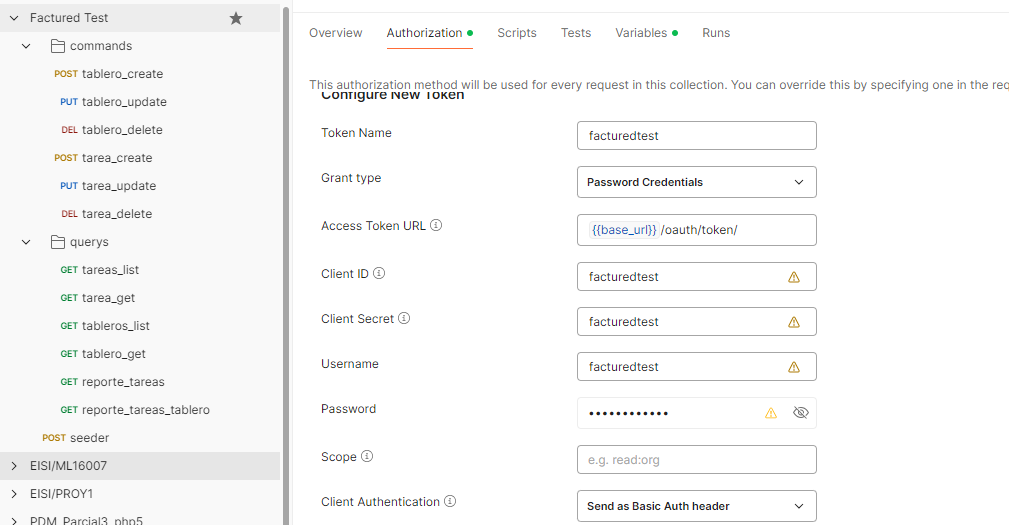 Factured Test
commands
POST tablero_create
PUT tablero_update
DEL tablero_delete
POST tarea_create
PUT tarea_update
DEL tarea_delete
querys
GET tareas_list
GET tarea_get
GET tableros_list
GET tablero_get
GET reporte_tareas
GET reporte_tareas_tablero
POST seeder
EISI/ML16007
EISI/PROY1
PDM_Parcial3_php5
Overview Authorization Scripts Tests Variables Runs
This authorization method will be used for every request in this collection. You can override this by specifying one in the req
Configure New Token
Token Name facturedtest
Grant type Password Credentials
Access Token URL {{base_url}} /oauth/token/
Client ID facturedtest
Client Secret facturedtest
Username facturedtest
Password ••••••••••••
Scope e.g. read:org
Client Authentication Send as Basic Auth header